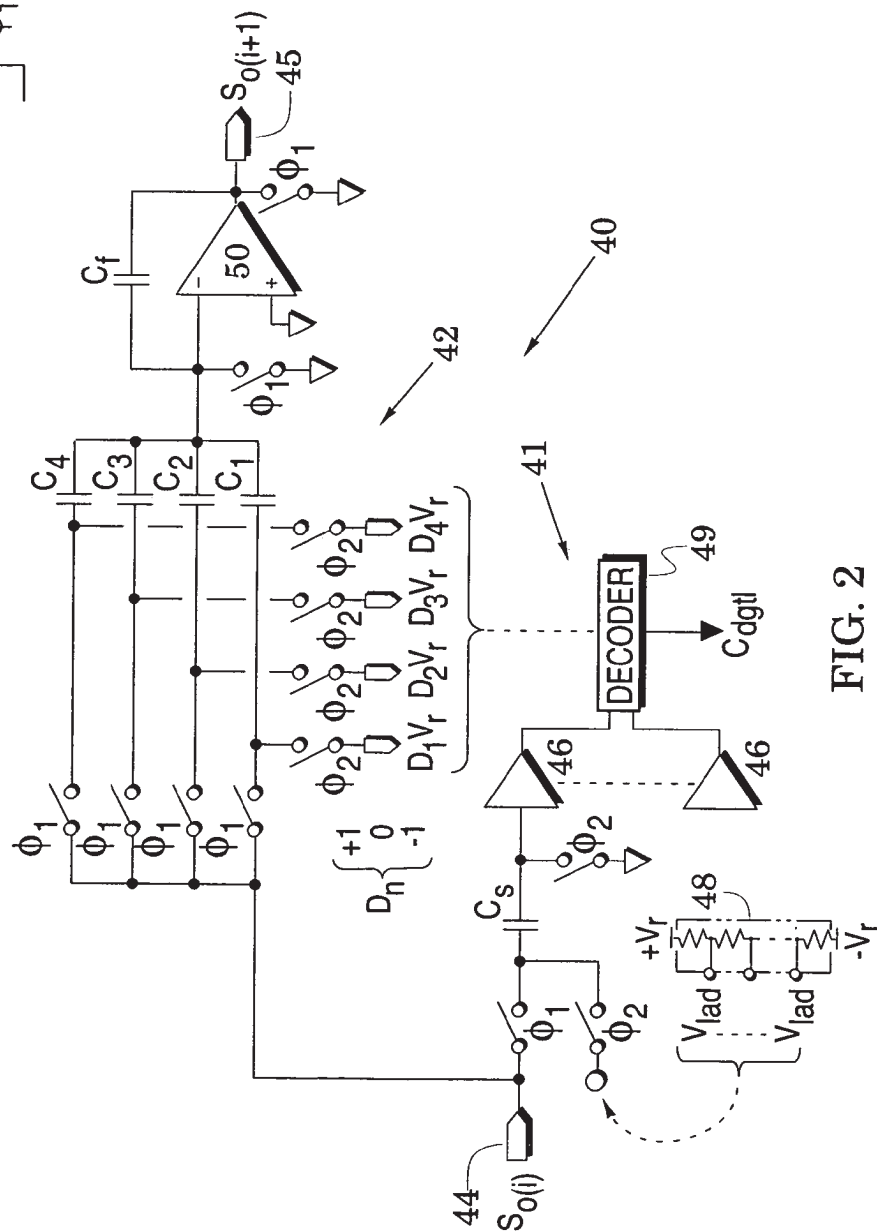 S0(i+1)
45
Cf
50
-
+
ϕ1
ϕ1
C4
C3
C2
C1
42
40
ϕ1
ϕ1
ϕ1
ϕ1
ϕ2
ϕ2
ϕ2
ϕ2
D1Vr D2Vr D3Vr D4Vr
Dn { +1
0
-1
41
DECODER
49
Cdgtl
46
46
Cs
ϕ2
ϕ1
ϕ2
44
S0(i)
+Vr
48
Vlad
Vlad
-Vr
FIG. 2